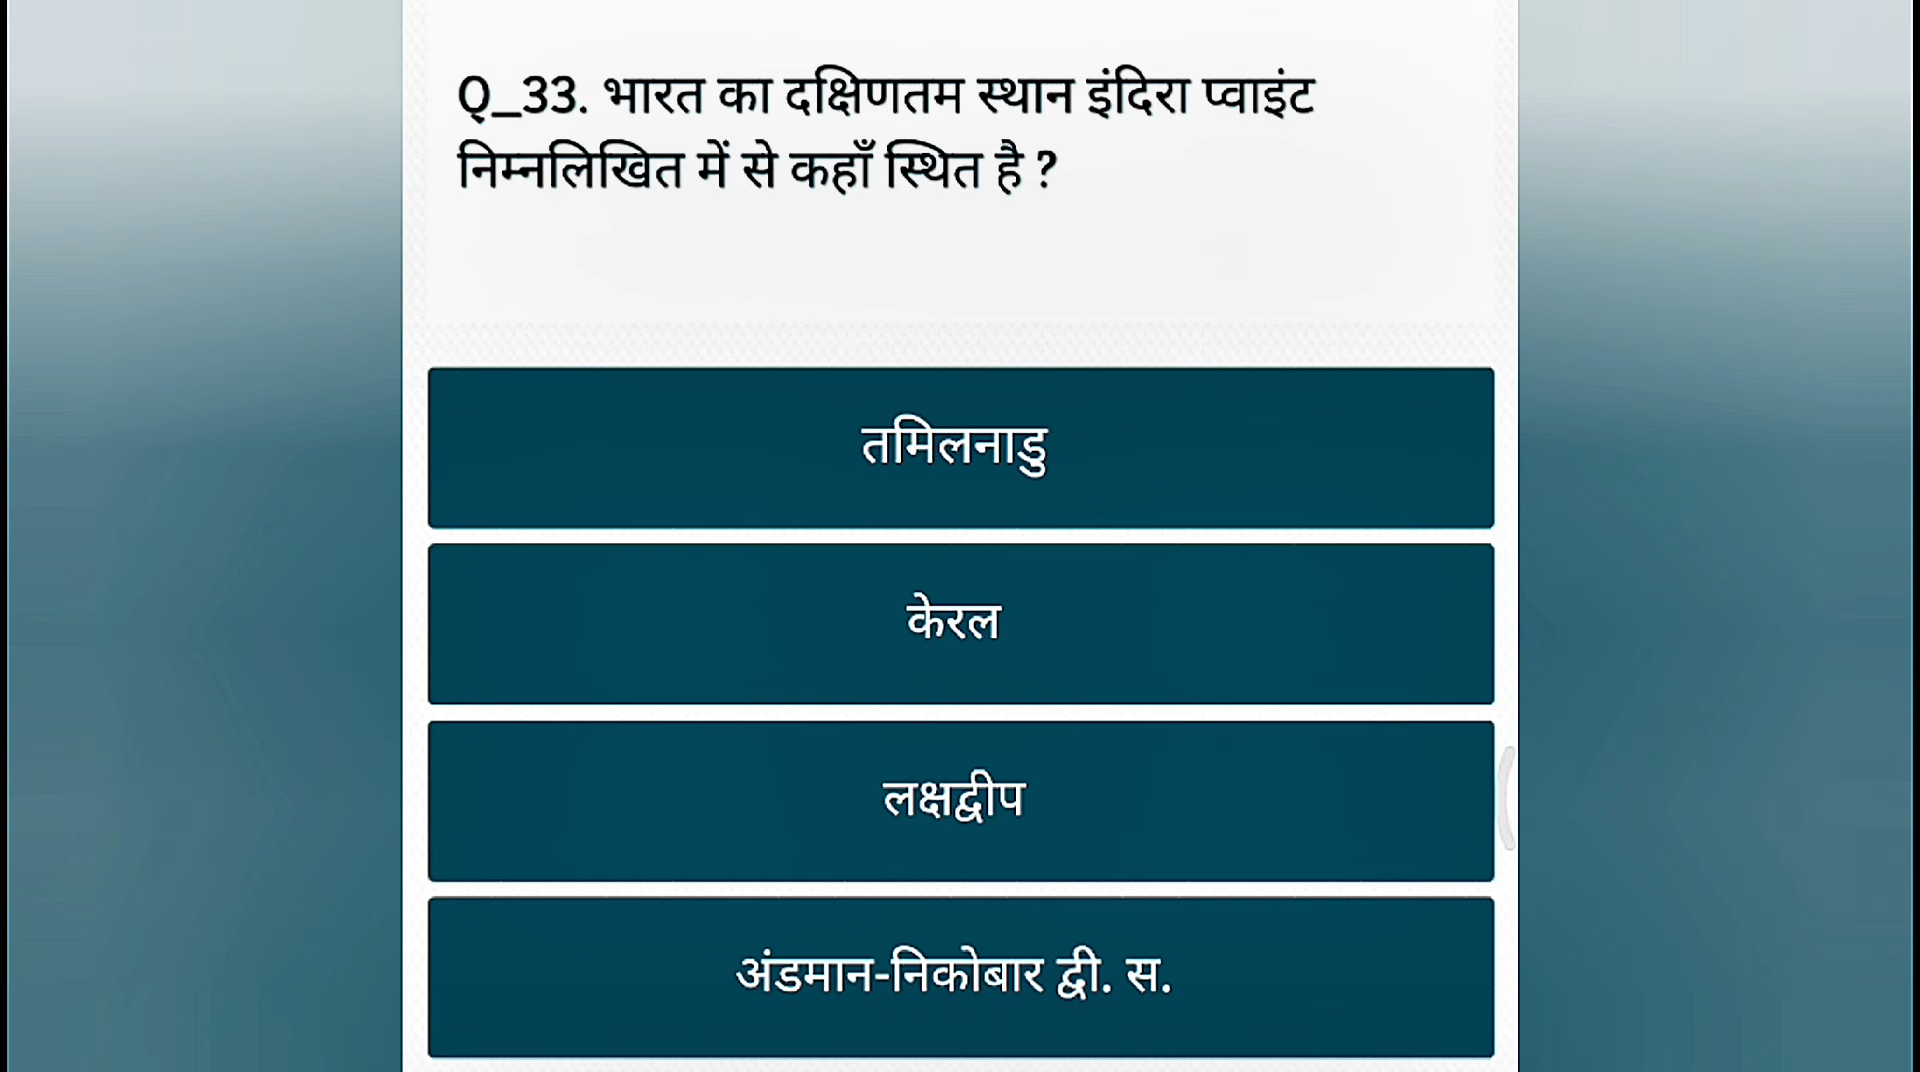 Q_33. भारत का दक्षिणतम स्थान इंदिरा प्वाइंट
निम्नलिखित में से कहाँ स्थित है ?
तमिलनाडु
केरल
लक्षद्वीप
अंडमान-निकोबार द्वी. स.